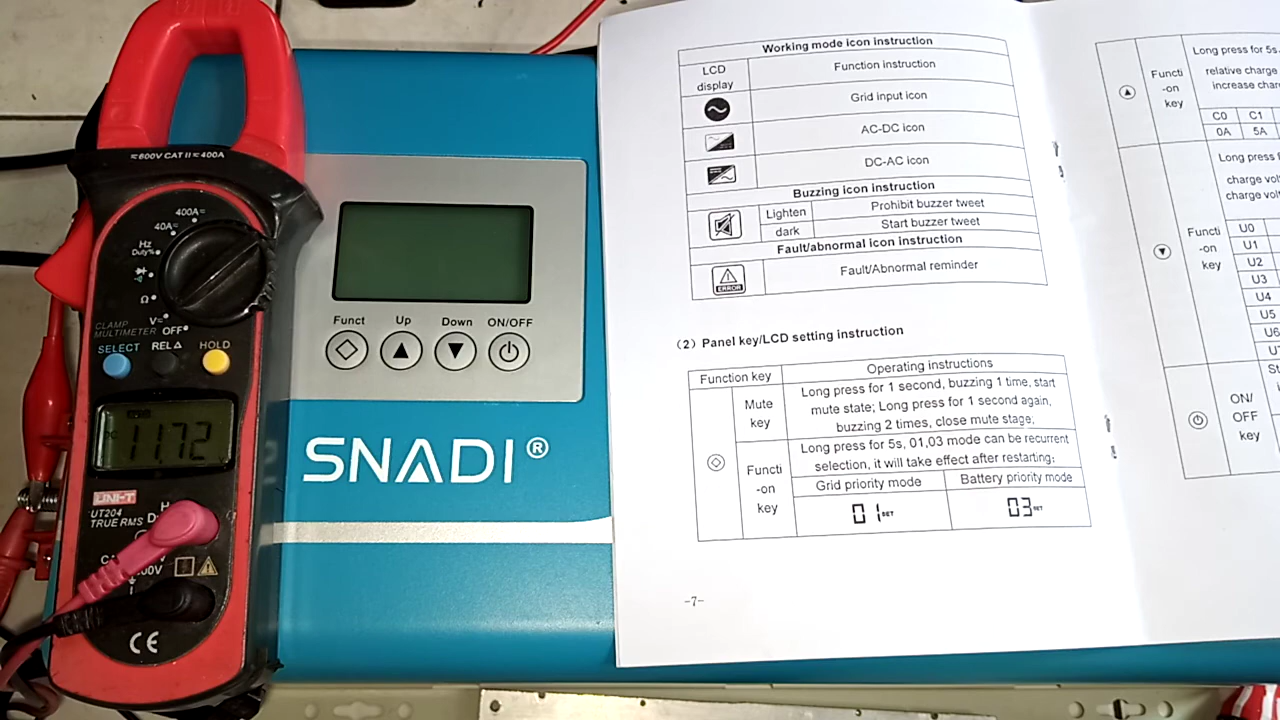 ≂600V CAT II ≂400A
400A≂
40A≂
Hz
Duty%
Ω
V≂
OFF
CLAMP
MULTIMETER
SELECT REL△ HOLD
11.72
UNI-T
UT204
TRUE RMS
CE
Funct Up Down ON/OFF
SNADI®
Working mode icon instruction
LCD display Function instruction
Grid input icon
AC-DC icon
DC-AC icon
Buzzing icon instruction
Lighten Prohibit buzzer tweet
dark Start buzzer tweet
Fault/abnormal icon instruction
ERROR Fault/Abnormal reminder
(2) Panel key/LCD setting instruction
Function key Operating instructions
Mute
key
Long press for 1 second, buzzing 1 time, start
mute state; Long press for 1 second again,
buzzing 2 times, close mute stage;
Functi
-on
key
Long press for 5s, 01,03 mode can be recurrent
selection, it will take effect after restarting;
Grid priority mode Battery priority mode
01 SET 03 SET
-7-
Functi
-on
key
Long press for 5s
relative charge
increase char
C0 C1
0A 5A
Functi
-on
key
Long press
charge vol
charge volt
U0
U1
U2
U3
U4
U5
U6
ON/
OFF
key